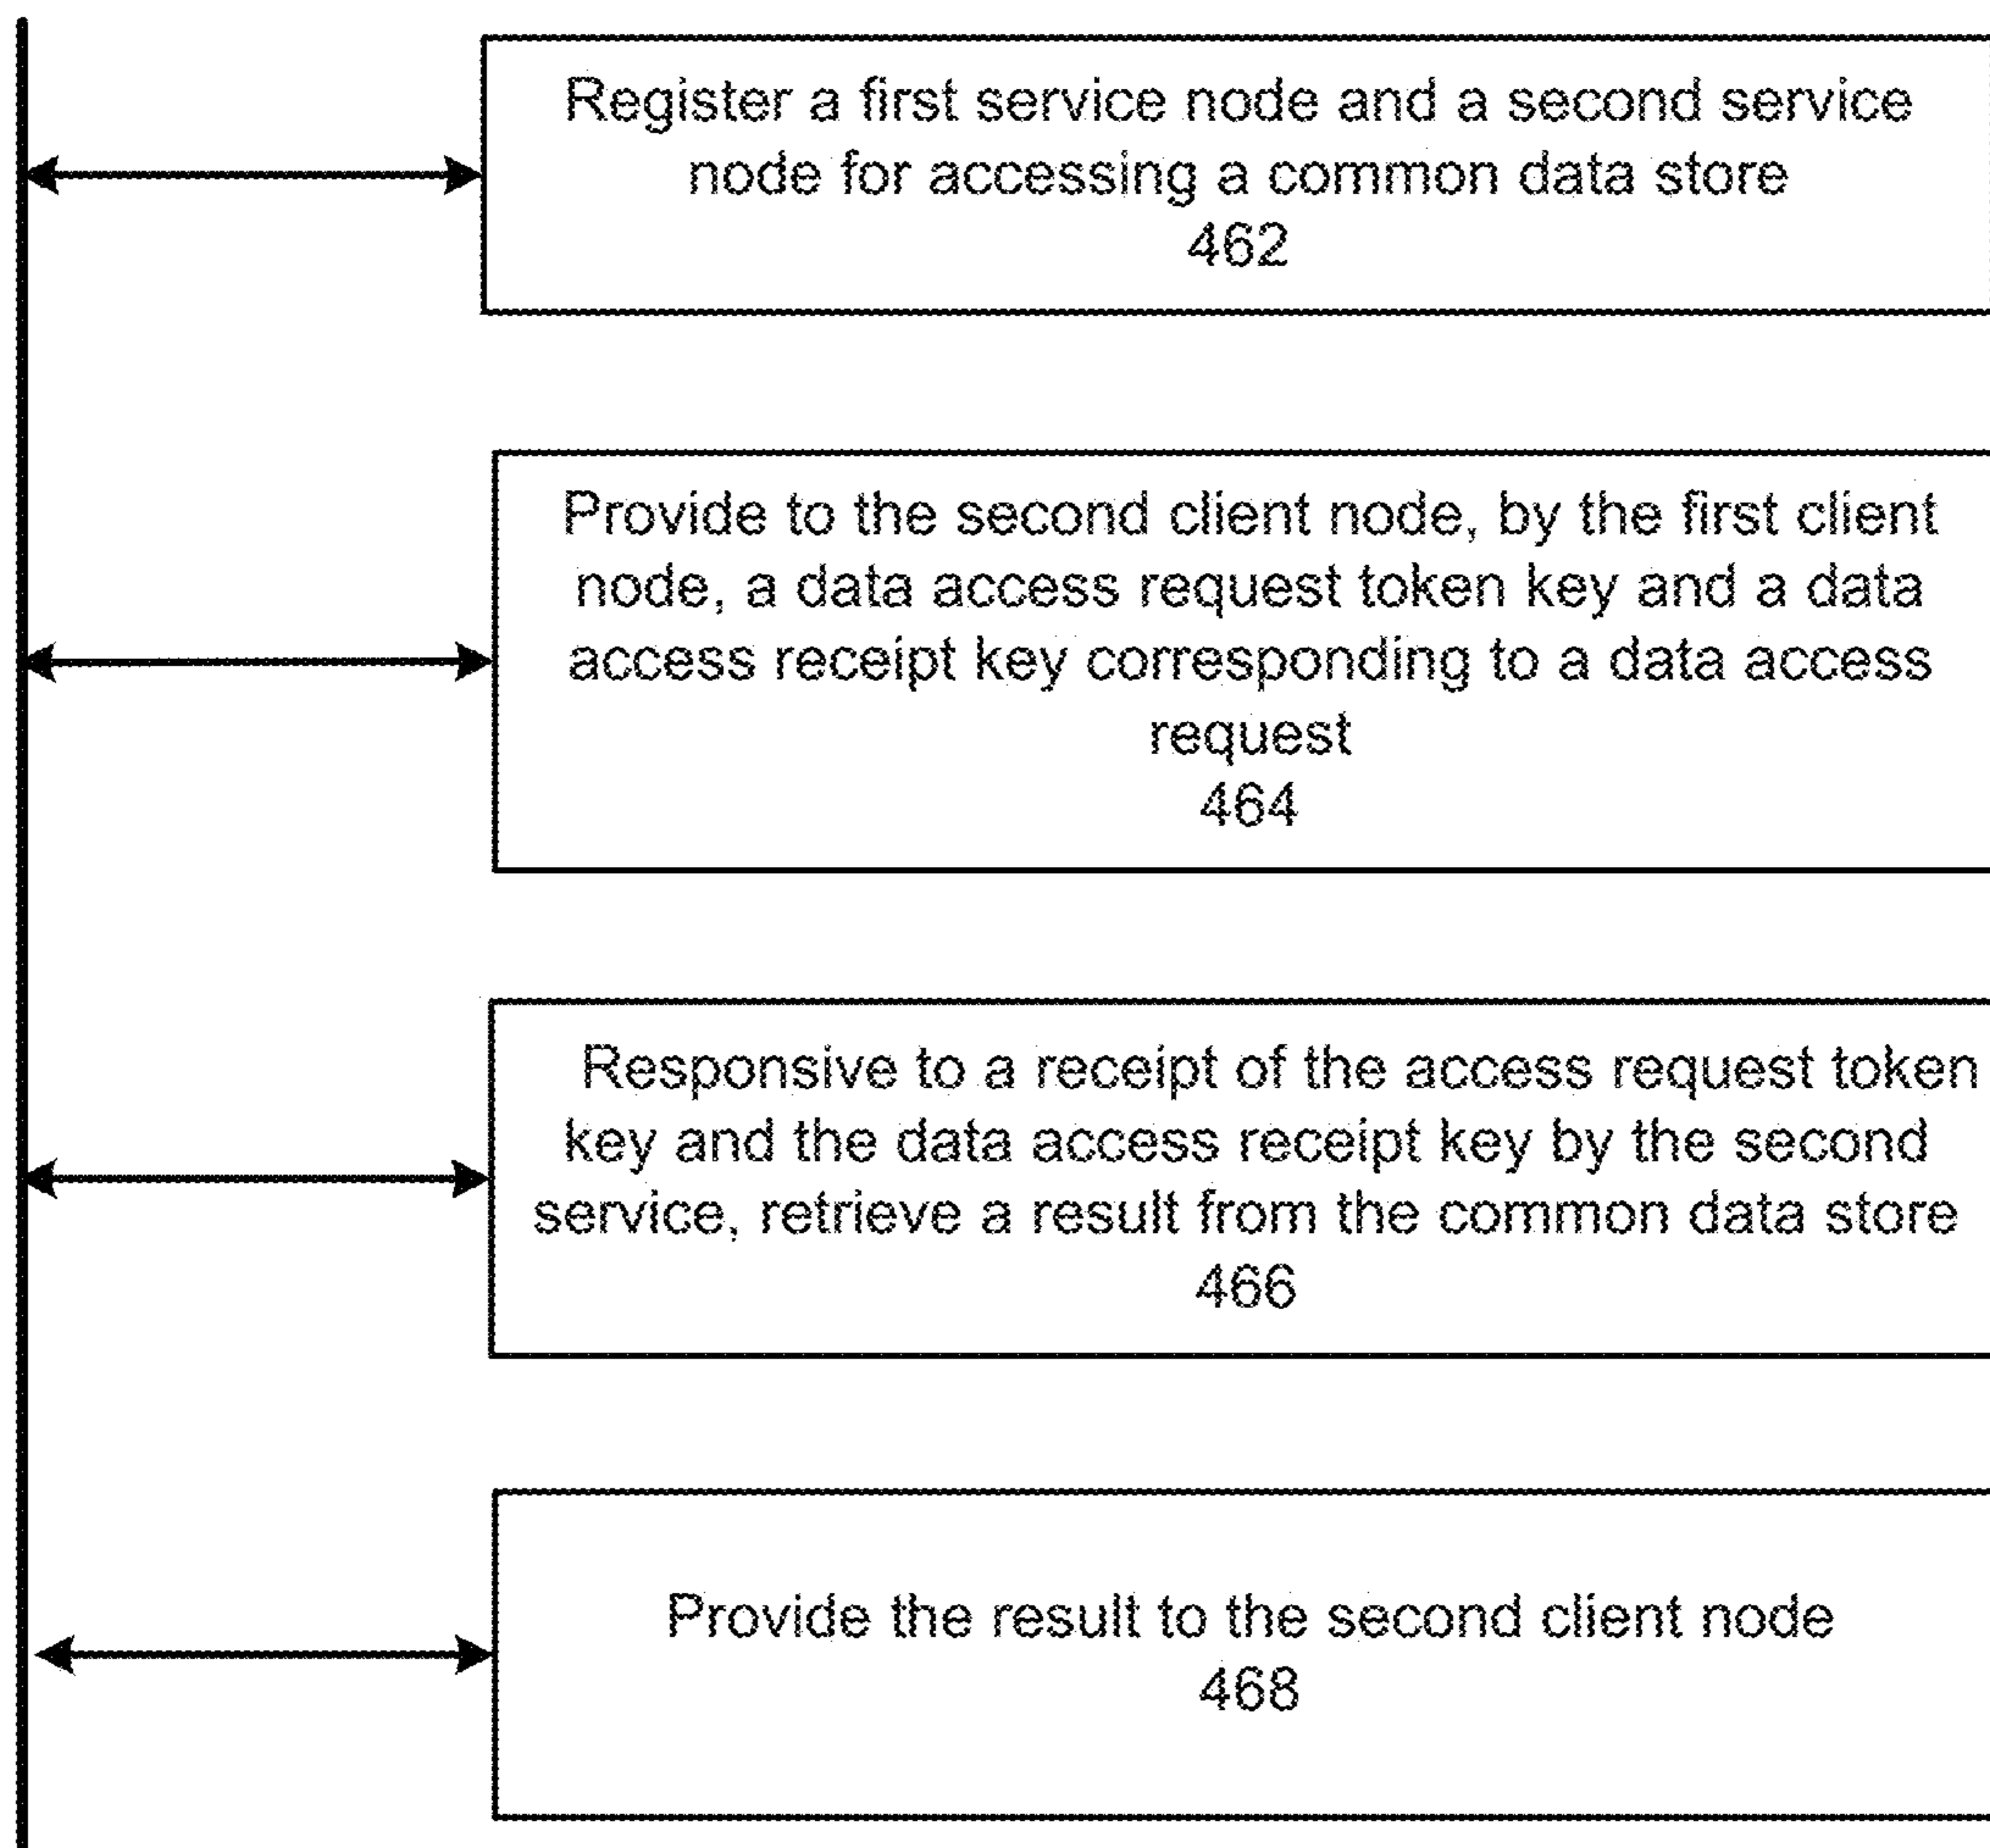 Register a first service node and a second service
node for accessing a common data store
462
Provide to the second client node, by the first client
node, a data access request token key and a data
access receipt key corresponding to a data access
request
464
Responsive to a receipt of the access request token
key and the data access receipt key by the second
service, retrieve a result from the common data store
466
Provide the result to the second client node
468